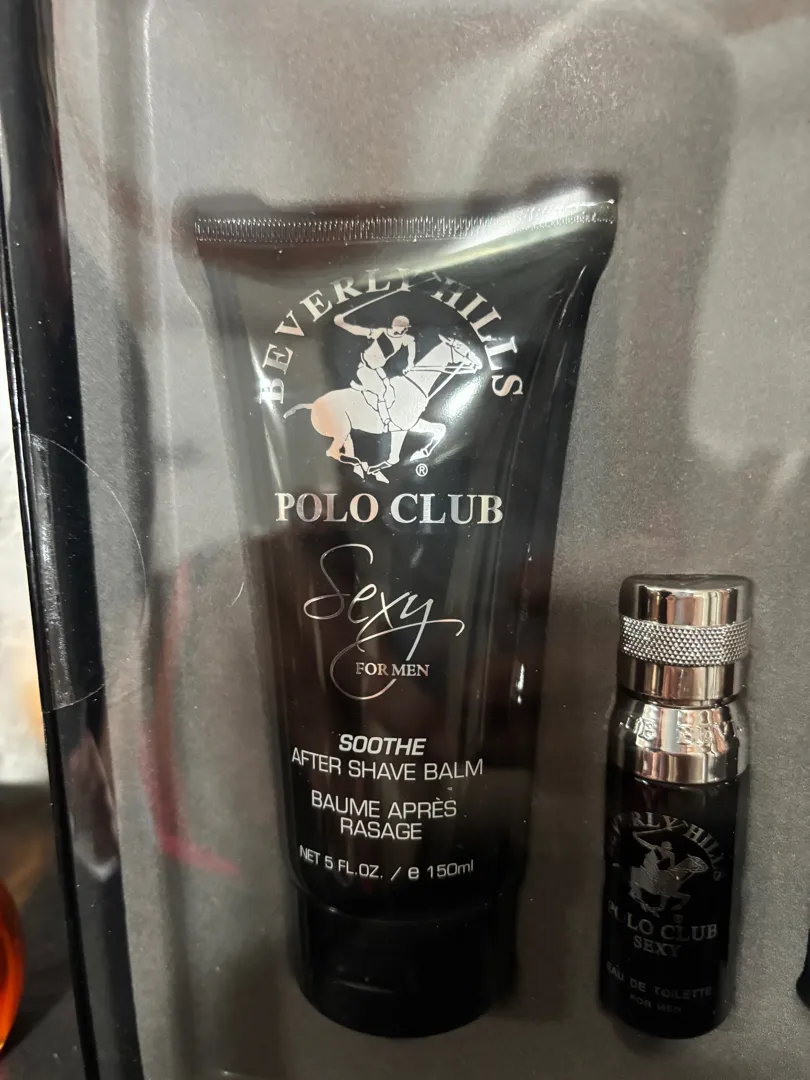 BEVERLY HILLS
®
POLO CLUB
Sexy
FOR MEN
SOOTHE
AFTER SHAVE BALM
BAUME APRÈS
RASAGE
NET 5 FL.OZ. / e 150ml
BEVERLY HILLS
®
POLO CLUB
SEXY
EAU DE TOILETTE
FOR MEN